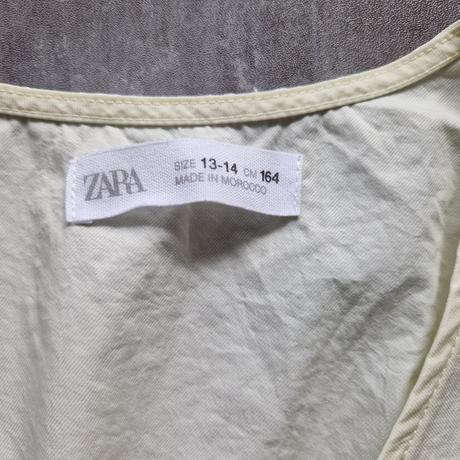 ZARA
SIZE 13-14 CM 164
MADE IN MOROCCO